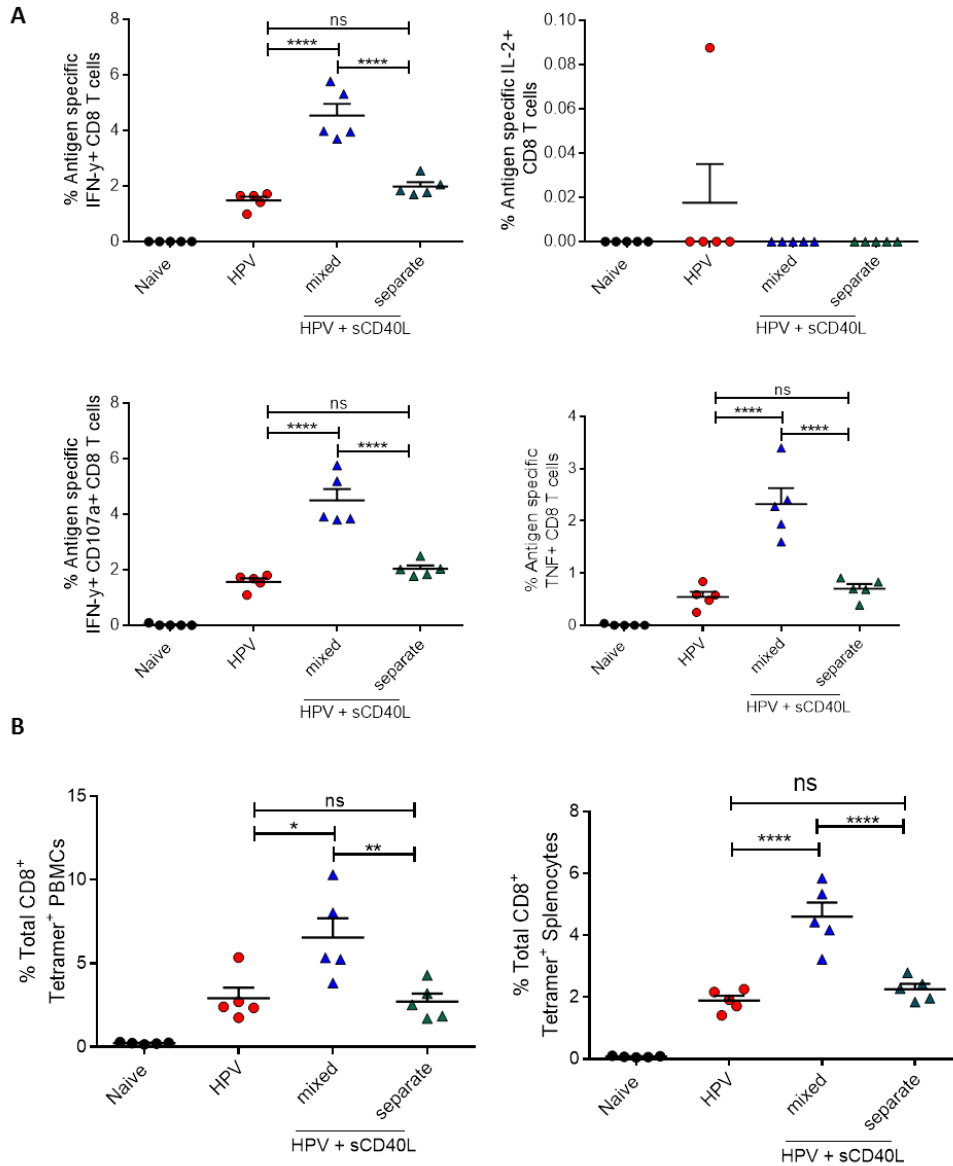 A
% Antigen specific
IFN-y+ CD8 T cells
8
6
4
2
0
ns
****
****
Naive
HPV
mixed
separate
HPV + sCD40L
% Antigen specific IL-2+
CD8 T cells
0.10
0.08
0.06
0.04
0.02
0.00
Naive
HPV
mixed
separate
HPV + sCD40L
% Antigen specific
IFN-y+ CD107a+ CD8 T cells
8
6
4
2
0
ns
****
****
Naive
HPV
mixed
separate
HPV + sCD40L
% Antigen specific
TNF+ CD8 T cells
4
3
2
1
0
ns
****
****
Naive
HPV
mixed
separate
HPV + sCD40L
B
% Total CD8+
Tetramer+ PBMCs
15
10
5
0
ns
*
**
Naive
HPV
mixed
separate
HPV + sCD40L
% Total CD8+
Tetramer+ Splenocytes
8
6
4
2
0
ns
****
****
Naive
HPV
mixed
separate
HPV + sCD40L